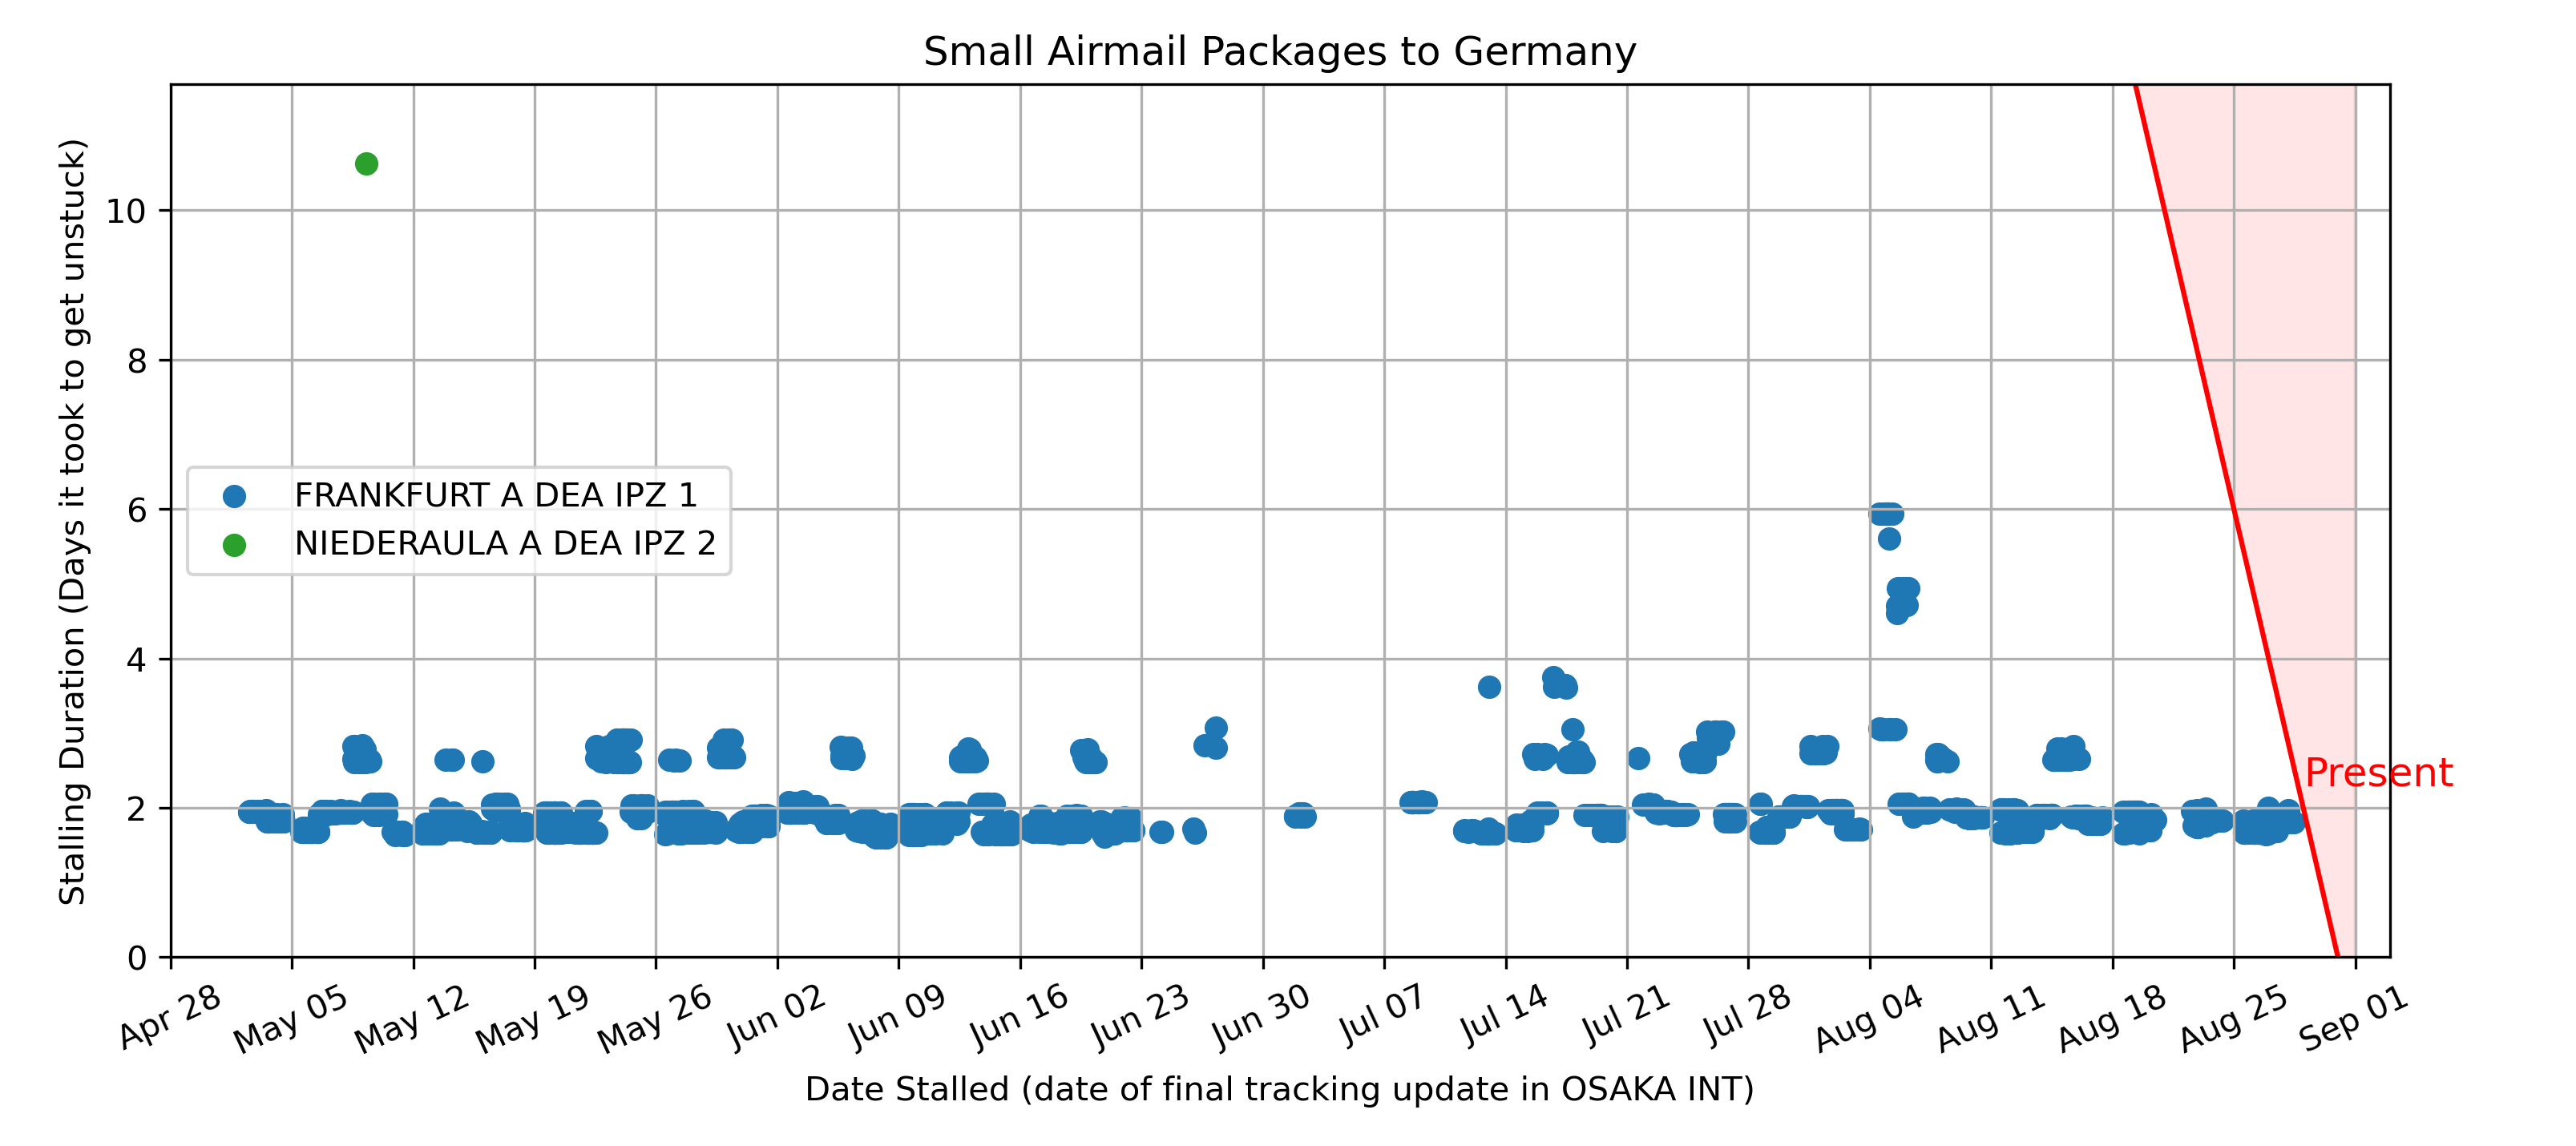 Small Airmail Packages to Germany
Stalling Duration (Days it took to get unstuck)
10
8
6
4
2
0
FRANKFURT A DEA IPZ 1
NIEDERAULA A DEA IPZ 2
Present
Apr 28
May 05
May 12
May 19
May 26
Jun 02
Jun 09
Jun 16
Jun 23
Jun 30
Jul 07
Jul 14
Jul 21
Jul 28
Aug 04
Aug 11
Aug 18
Aug 25
Sep 01
Date Stalled (date of final tracking update in OSAKA INT)